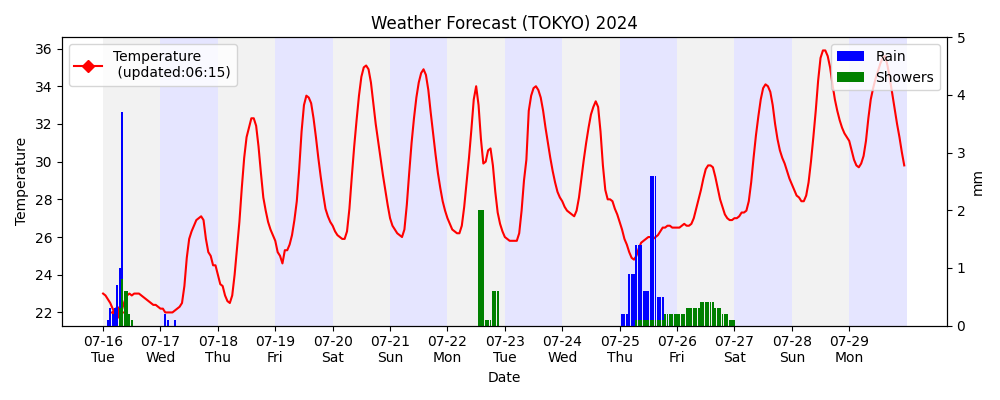 Weather Forecast (TOKYO) 2024
Temperature
(updated:06:15)
Rain
Showers
Temperature
36
34
32
30
28
26
24
22
5
4
3
2
1
0
mm
07-16 07-17 07-18 07-19 07-20 07-21 07-22 07-23 07-24 07-25 07-26 07-27 07-28 07-29
Tue Wed Thu Fri Sat Sun Mon Tue Wed Thu Fri Sat Sun Mon
Date